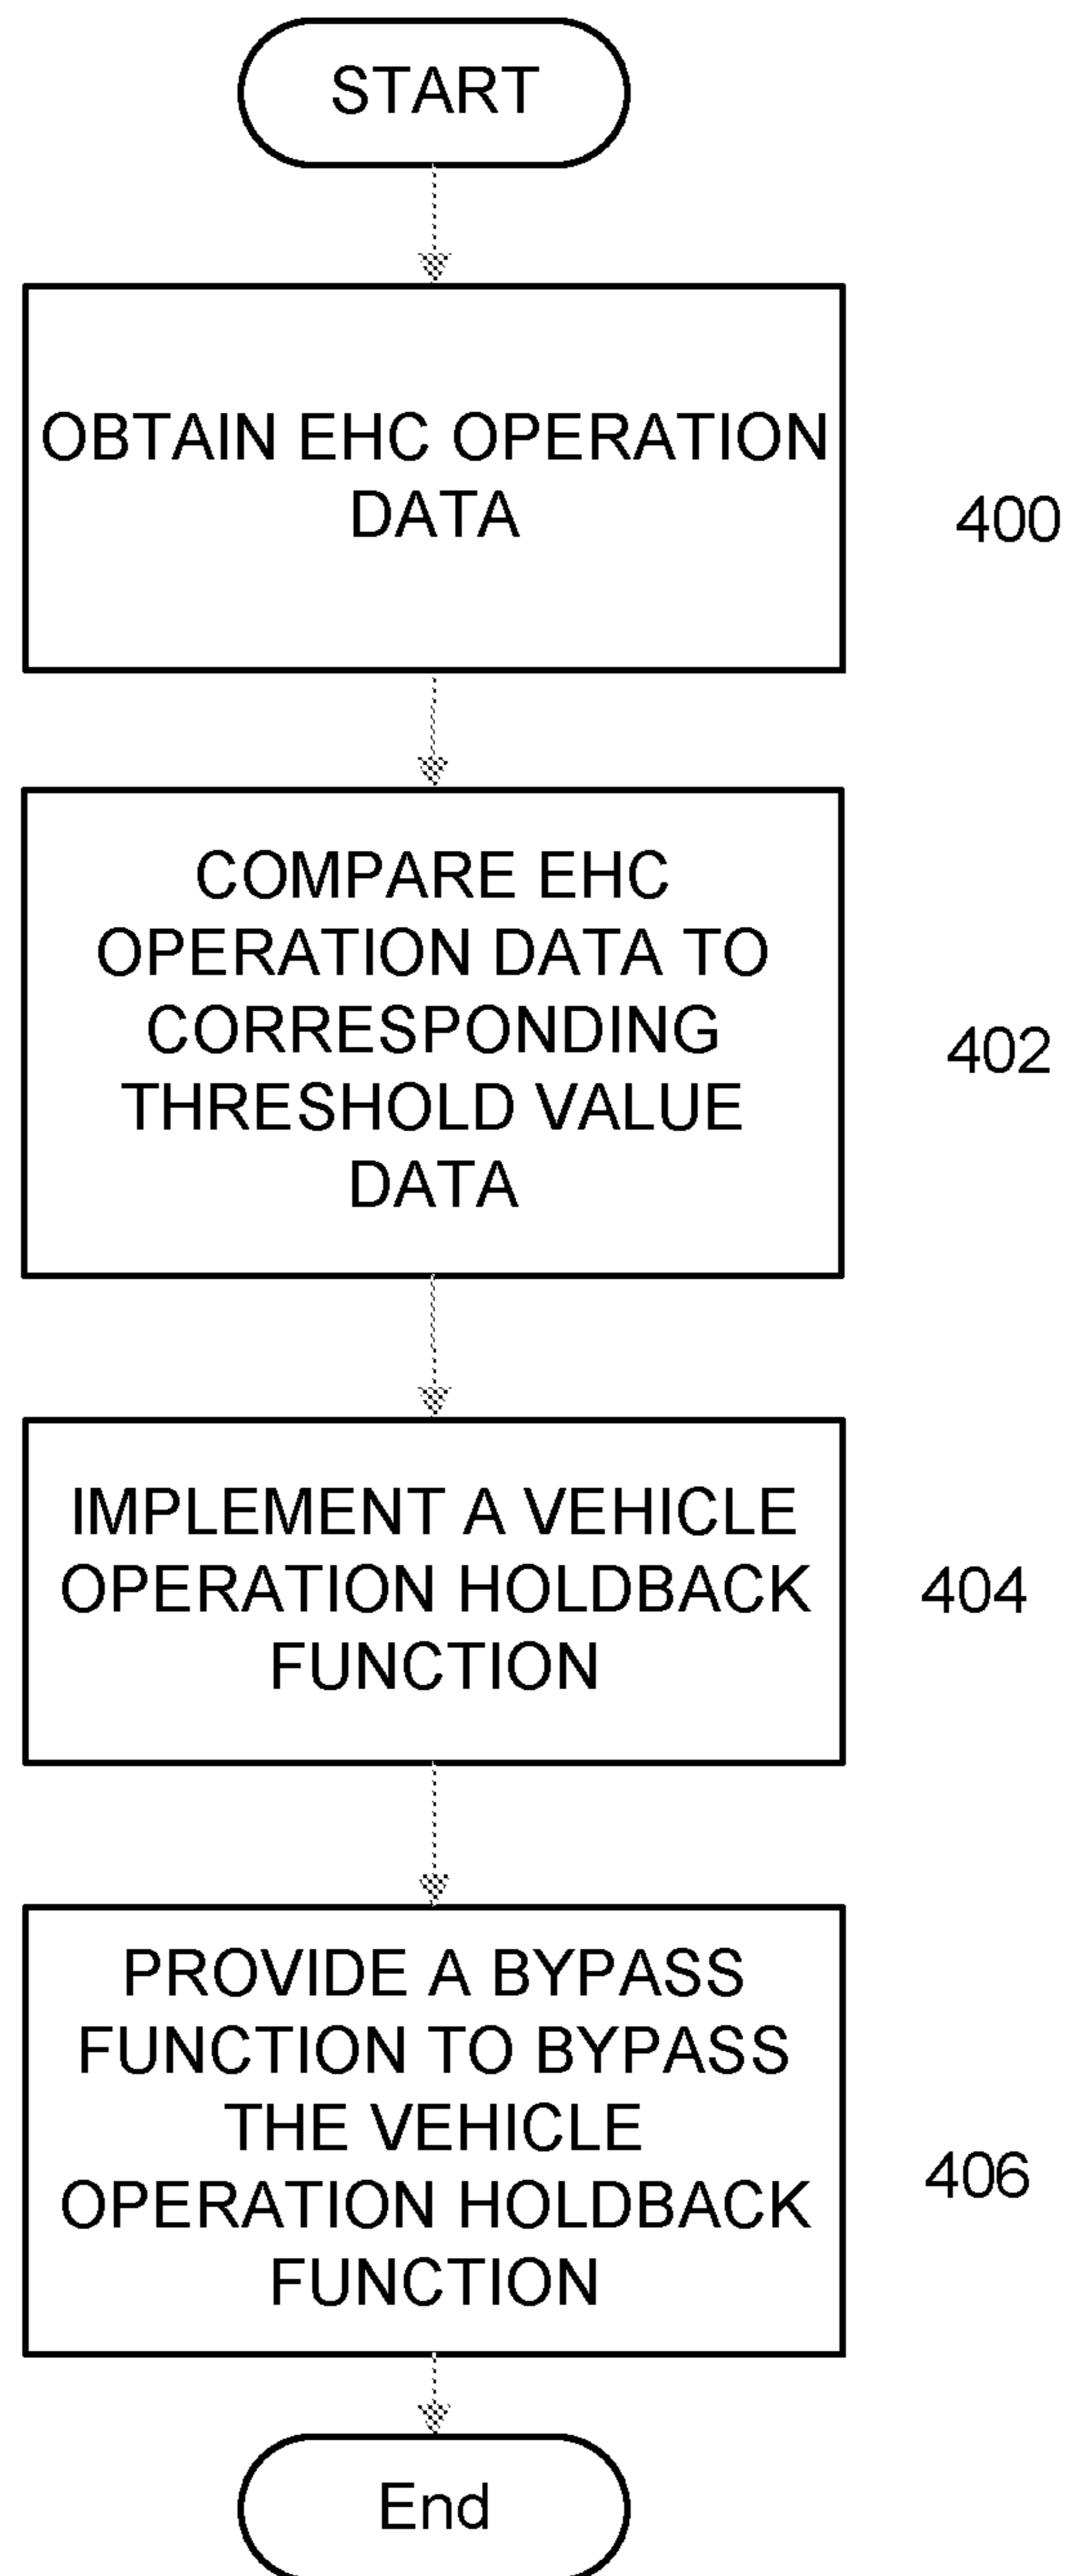 START
OBTAIN EHC OPERATION
DATA
400
COMPARE EHC
OPERATION DATA TO
CORRESPONDING
THRESHOLD VALUE
DATA
402
IMPLEMENT A VEHICLE
OPERATION HOLDBACK
FUNCTION
404
PROVIDE A BYPASS
FUNCTION TO BYPASS
THE VEHICLE
OPERATION HOLDBACK
FUNCTION
406
End